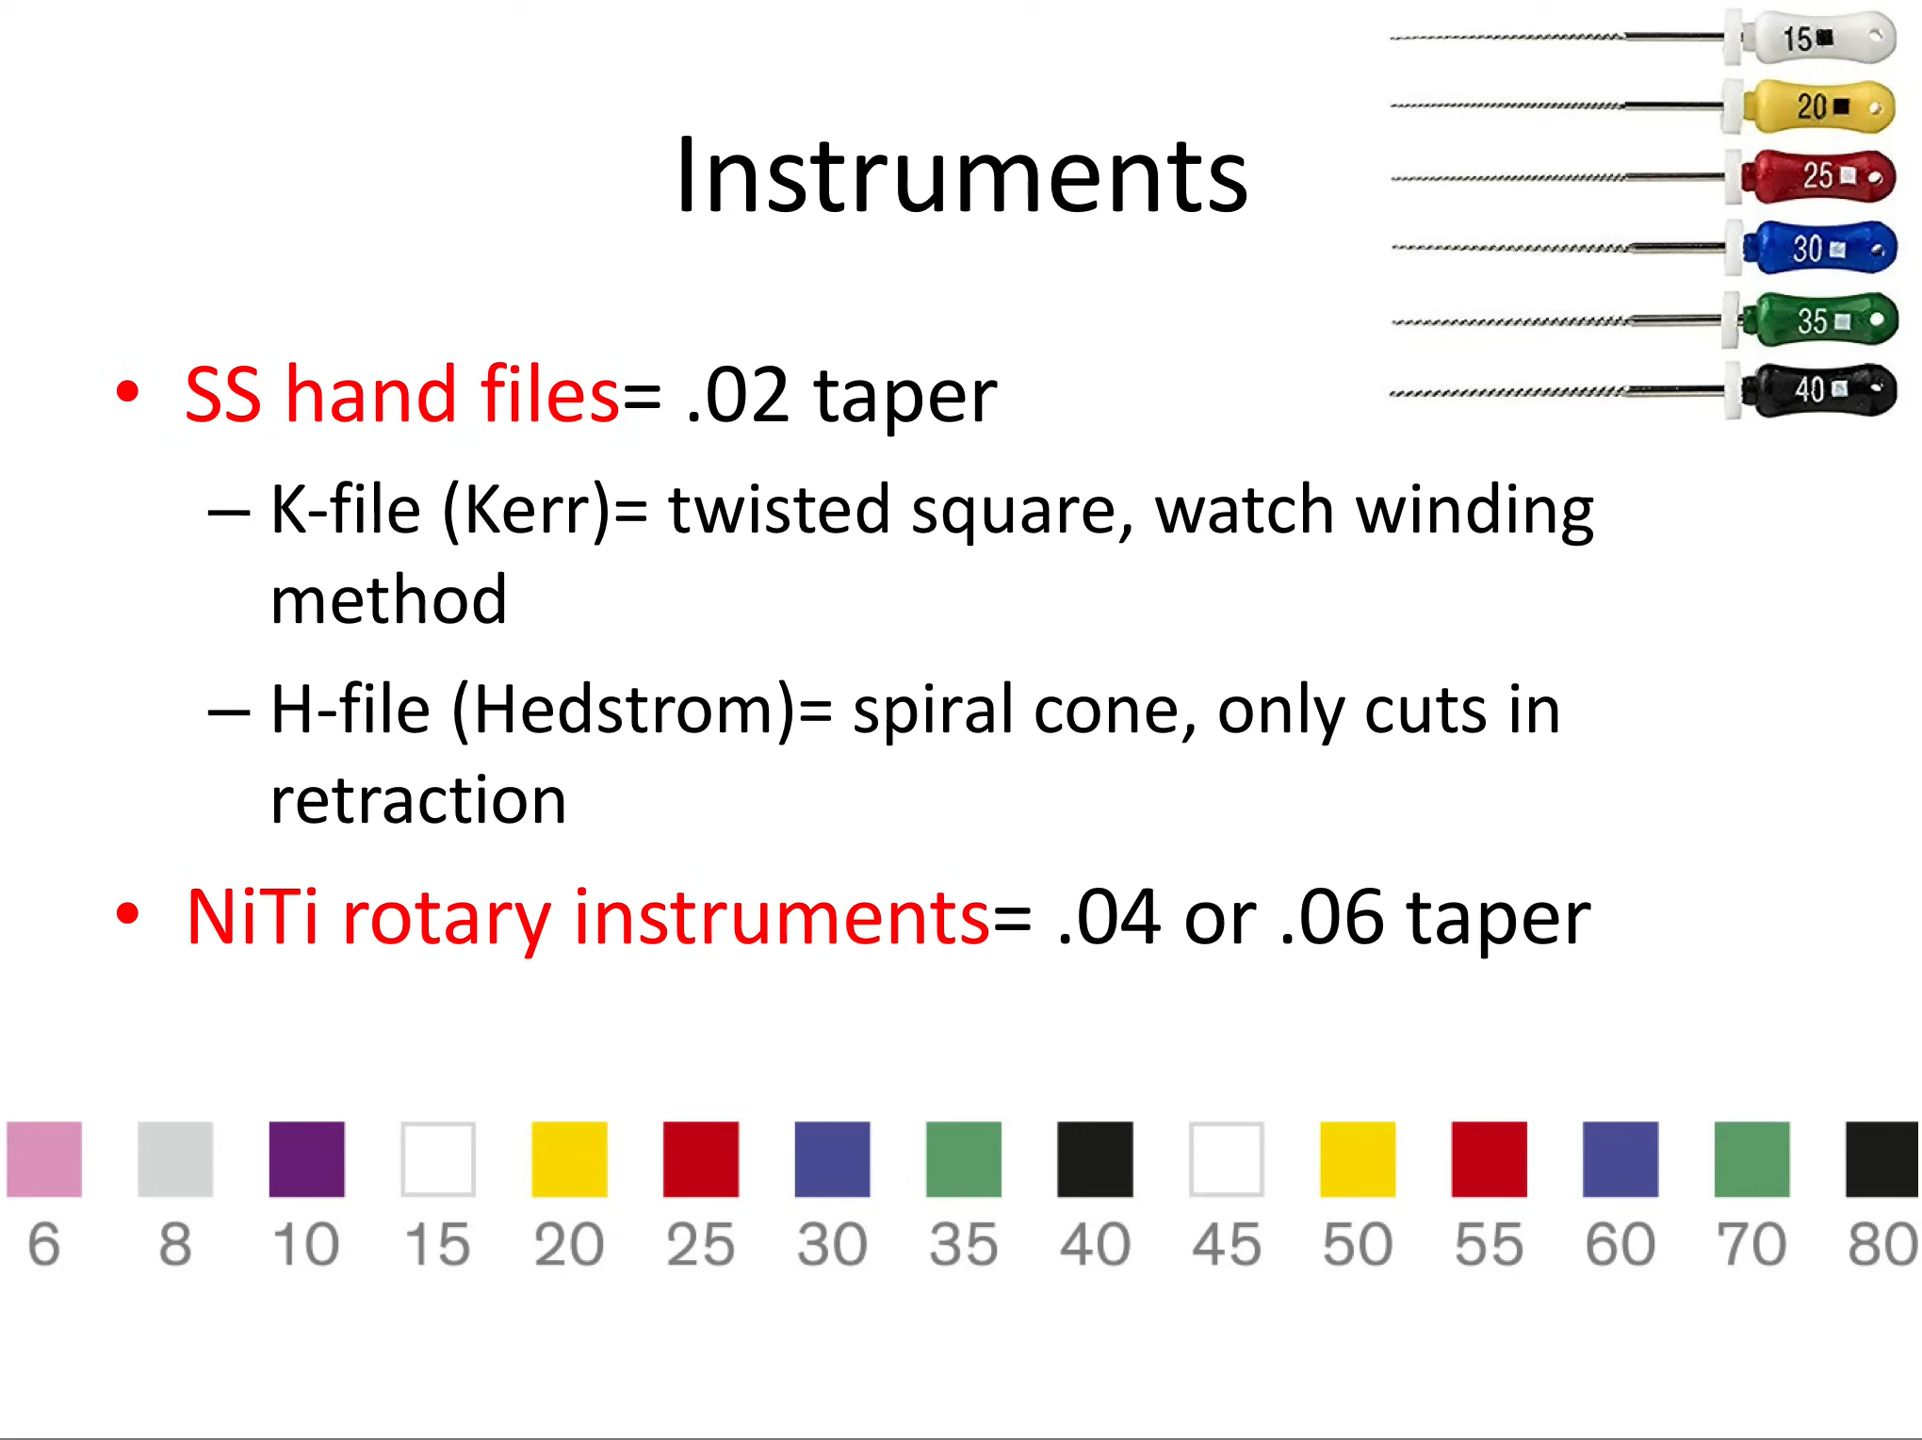 15
20
Instruments
25
30
35
40
• SS hand files= .02 taper
– K-file (Kerr)= twisted square, watch winding
method
– H-file (Hedstrom)= spiral cone, only cuts in
retraction
• NiTi rotary instruments= .04 or .06 taper
6 8 10 15 20 25 30 35 40 45 50 55 60 70 80